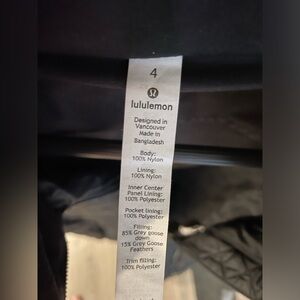 4
lululemon
Designed in
Vancouver
Made in
Bangladesh
Body:
100% Nylon
Lining:
100% Nylon
Inner Center
Panel Lining:
100% Polyester
Pocket lining:
100% Polyester
Filling:
85% Grey goose
down
15% Grey Goose
Feathers
Trim filling:
100% Polyester